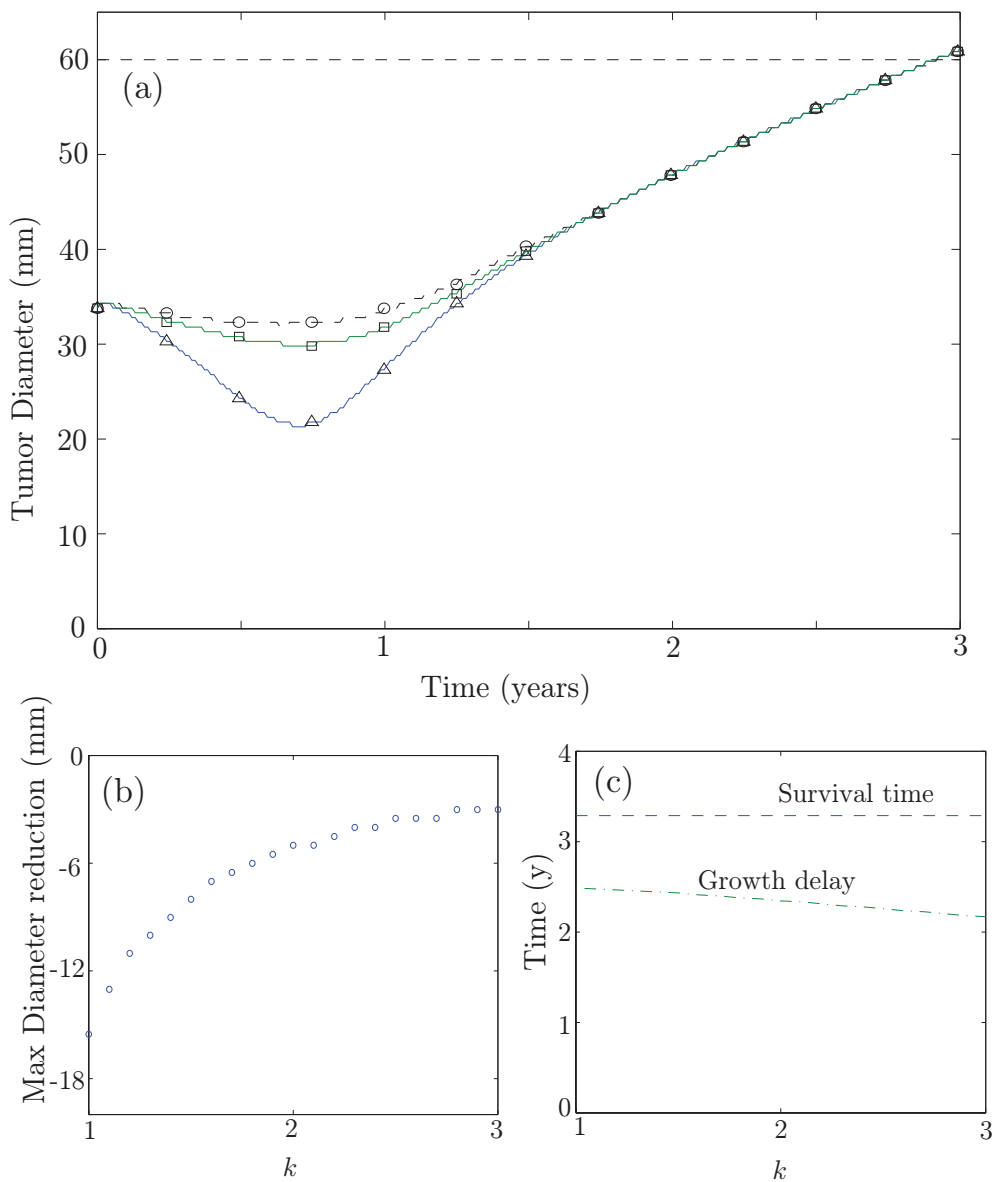 60
(a)
50
40
30
20
10
0
0 1 2 3
Tumor Diameter (mm)
Time (years)
0
(b)
-6
-12
-18
1 2 3
Max Diameter reduction (mm)
k
4
(c)
Survival time
3
Growth delay
2
1
0
1 2 3
Time (y)
k